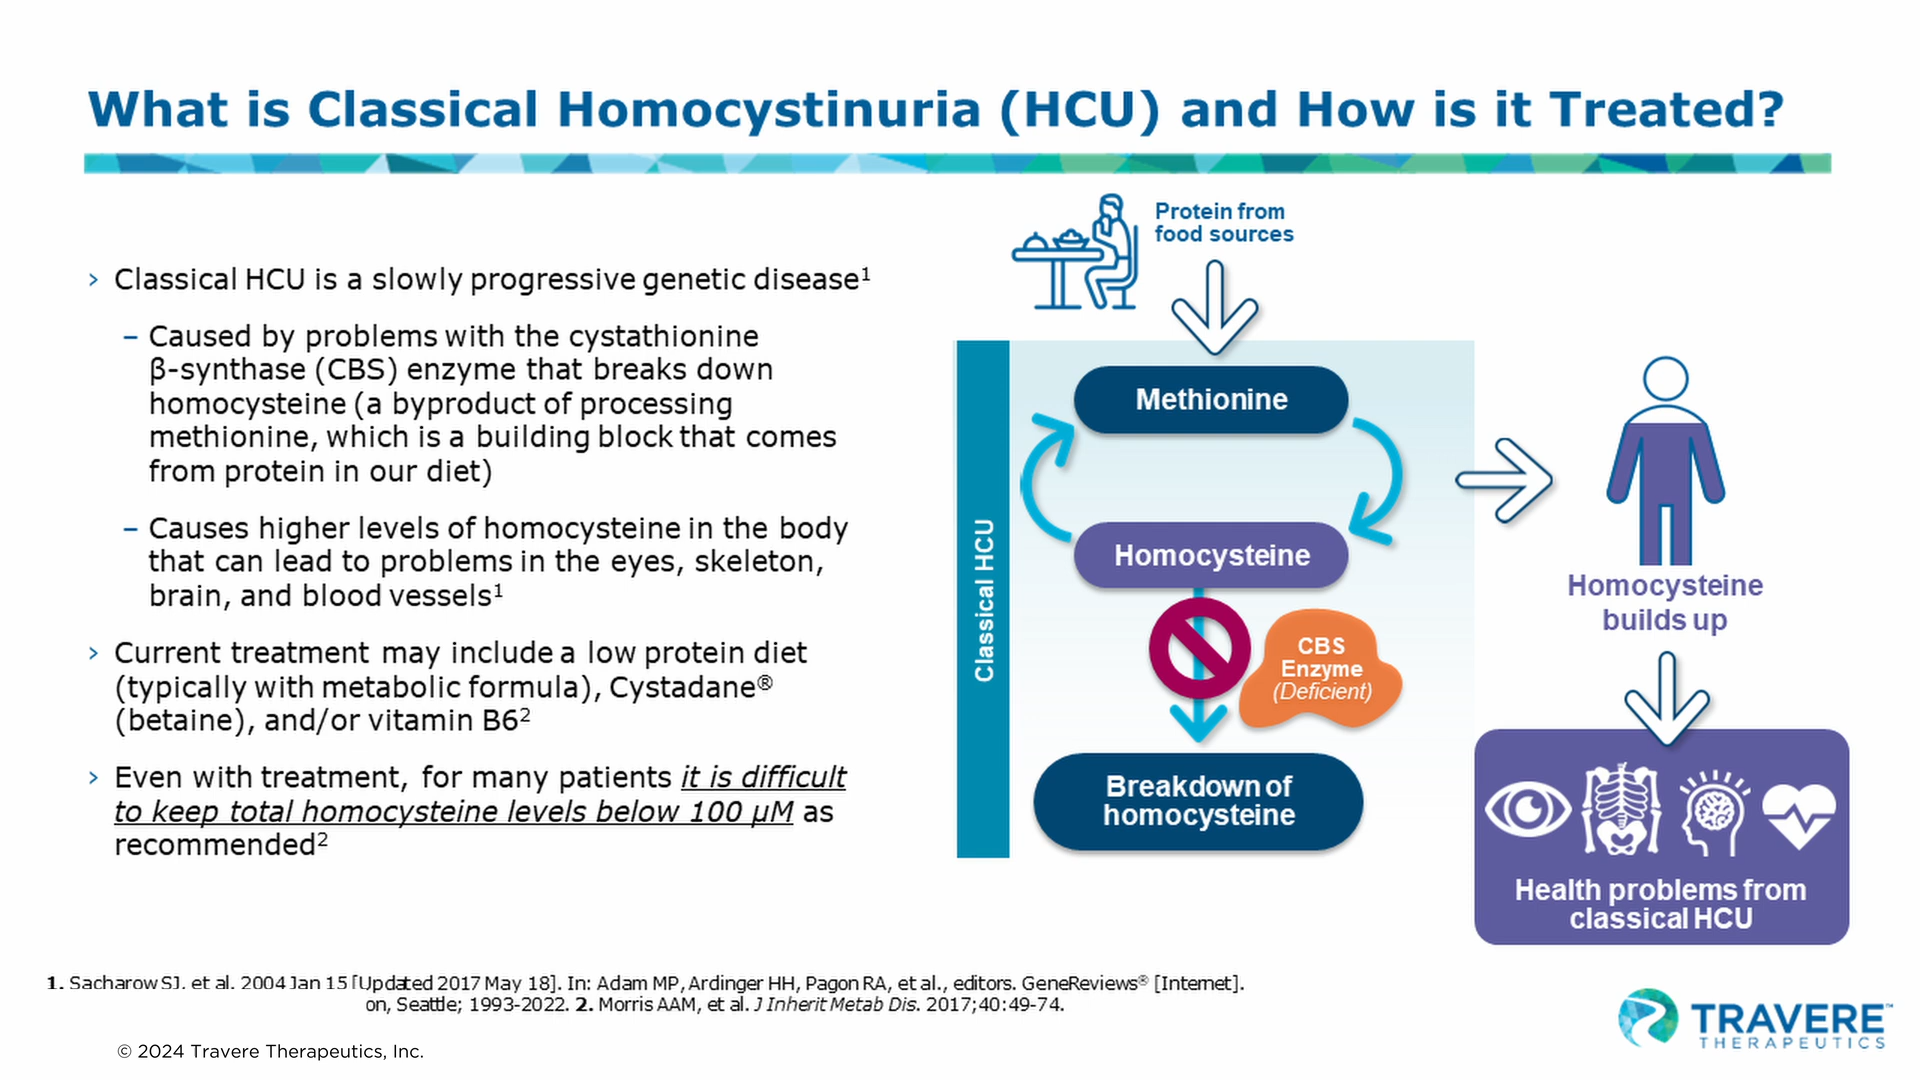 What is Classical Homocystinuria (HCU) and How is it Treated?
› Classical HCU is a slowly progressive genetic disease¹
– Caused by problems with the cystathionine
β-synthase (CBS) enzyme that breaks down
homocysteine (a byproduct of processing
methionine, which is a building block that comes
from protein in our diet)
– Causes higher levels of homocysteine in the body
that can lead to problems in the eyes, skeleton,
brain, and blood vessels¹
› Current treatment may include a low protein diet
(typically with metabolic formula), Cystadane®
(betaine), and/or vitamin B6²
› Even with treatment, for many patients it is difficult
to keep total homocysteine levels below 100 µM as
recommended²
Protein from
food sources
Classical HCU
Methionine
Homocysteine
CBS
Enzyme
(Deficient)
Breakdown of
homocysteine
Homocysteine
builds up
Health problems from
classical HCU
1. Sacharow SJ, et al. 2004 Jan 15 [Updated 2017 May 18]. In: Adam MP, Ardinger HH, Pagon RA, et al., editors. GeneReviews® [Internet].
on, Seattle; 1993-2022. 2. Morris AAM, et al. J Inherit Metab Dis. 2017;40:49-74.
© 2024 Travere Therapeutics, Inc.
TRAVERE™
THERAPEUTICS